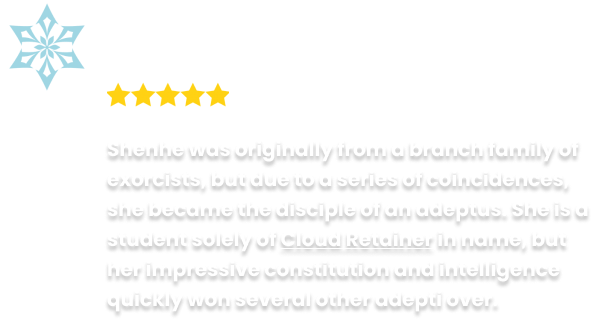 Shenhe was originally from a branch family of
exorcists, but due to a series of coincidences,
she became the disciple of an adeptus. She is a
student solely of Cloud Retainer in name, but
her impressive constitution and intelligence
quickly won several other adepti over.